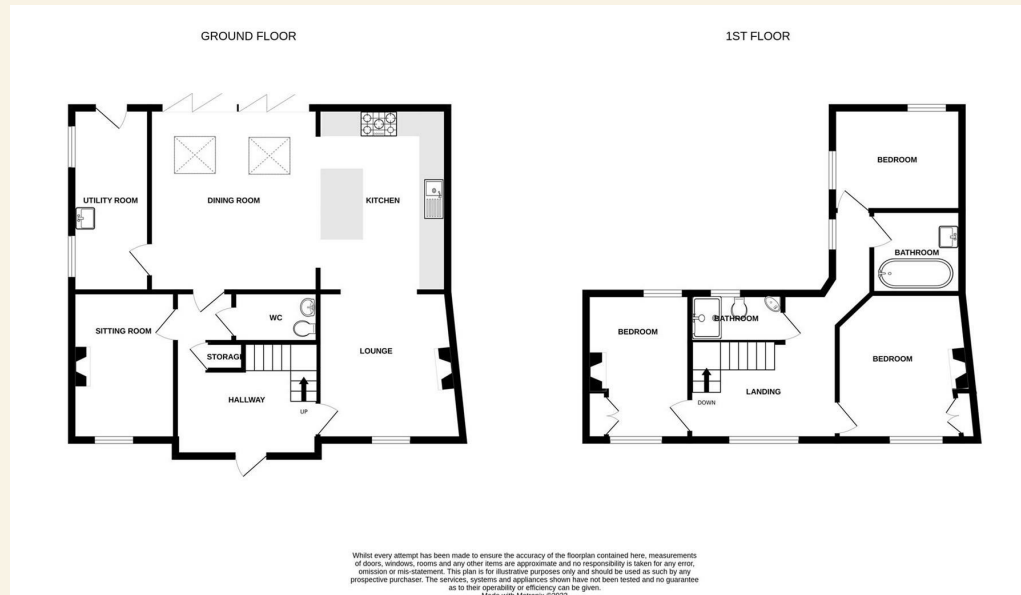 GROUND FLOOR
1ST FLOOR
UTILITY ROOM
DINING ROOM
KITCHEN
SITTING ROOM
WC
STORAGE
LOUNGE
HALLWAY
UP
BEDROOM
BATHROOM
BEDROOM
BATHROOM
BEDROOM
LANDING
DOWN
Whilst every attempt has been made to ensure the accuracy of the floorplan contained here, measurements
of doors, windows, rooms and any other items are approximate and no responsibility is taken for any error,
omission or mis-statement. This plan is for illustrative purposes only and should be used as such by any
prospective purchaser. The services, systems and appliances shown have not been tested and no guarantee
as to their operability or efficiency can be given.
Made with Metropix